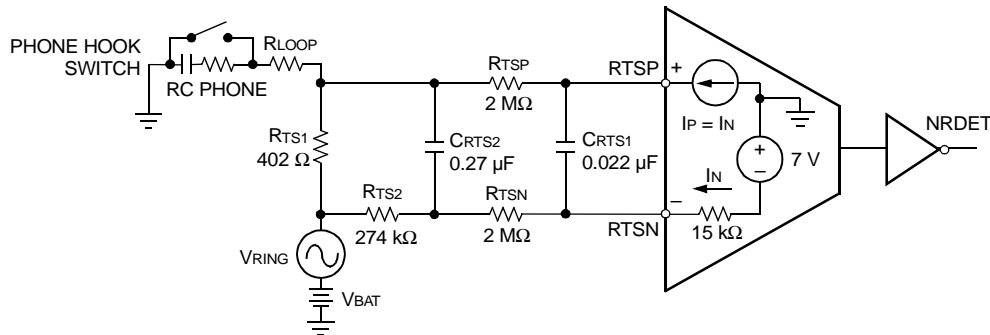 PHONE HOOK
SWITCH
RC PHONE
RLOOP
RTS1
402 Ω
RTS2
274 kΩ
VRING
VBAT
CRTS2
0.27 µF
RTSP
2 MΩ
RTSN
2 MΩ
CRTS1
0.022 µF
RTSP
RTSN
+
–
IP = IN
IN
15 kΩ
+
–
7 V
NRDET